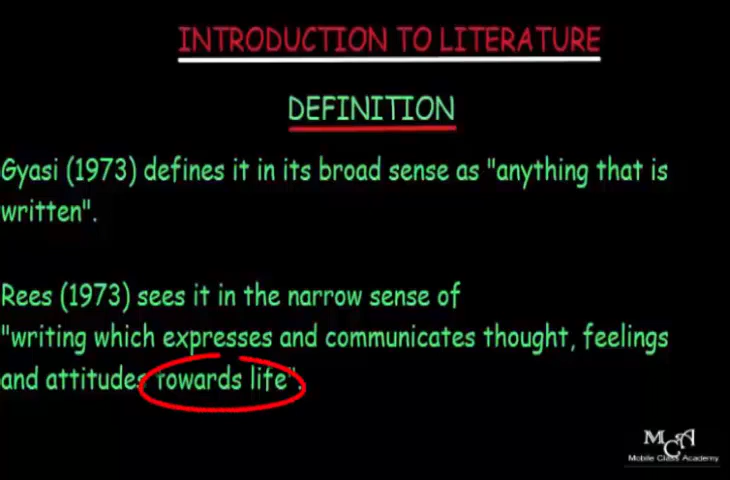 INTRODUCTION TO LITERATURE
DEFINITION
Gyasi (1973) defines it in its broad sense as "anything that is
written".
Rees (1973) sees it in the narrow sense of
"writing which expresses and communicates thought, feelings
and attitudes towards life".
MCA
Mobile Class Academy